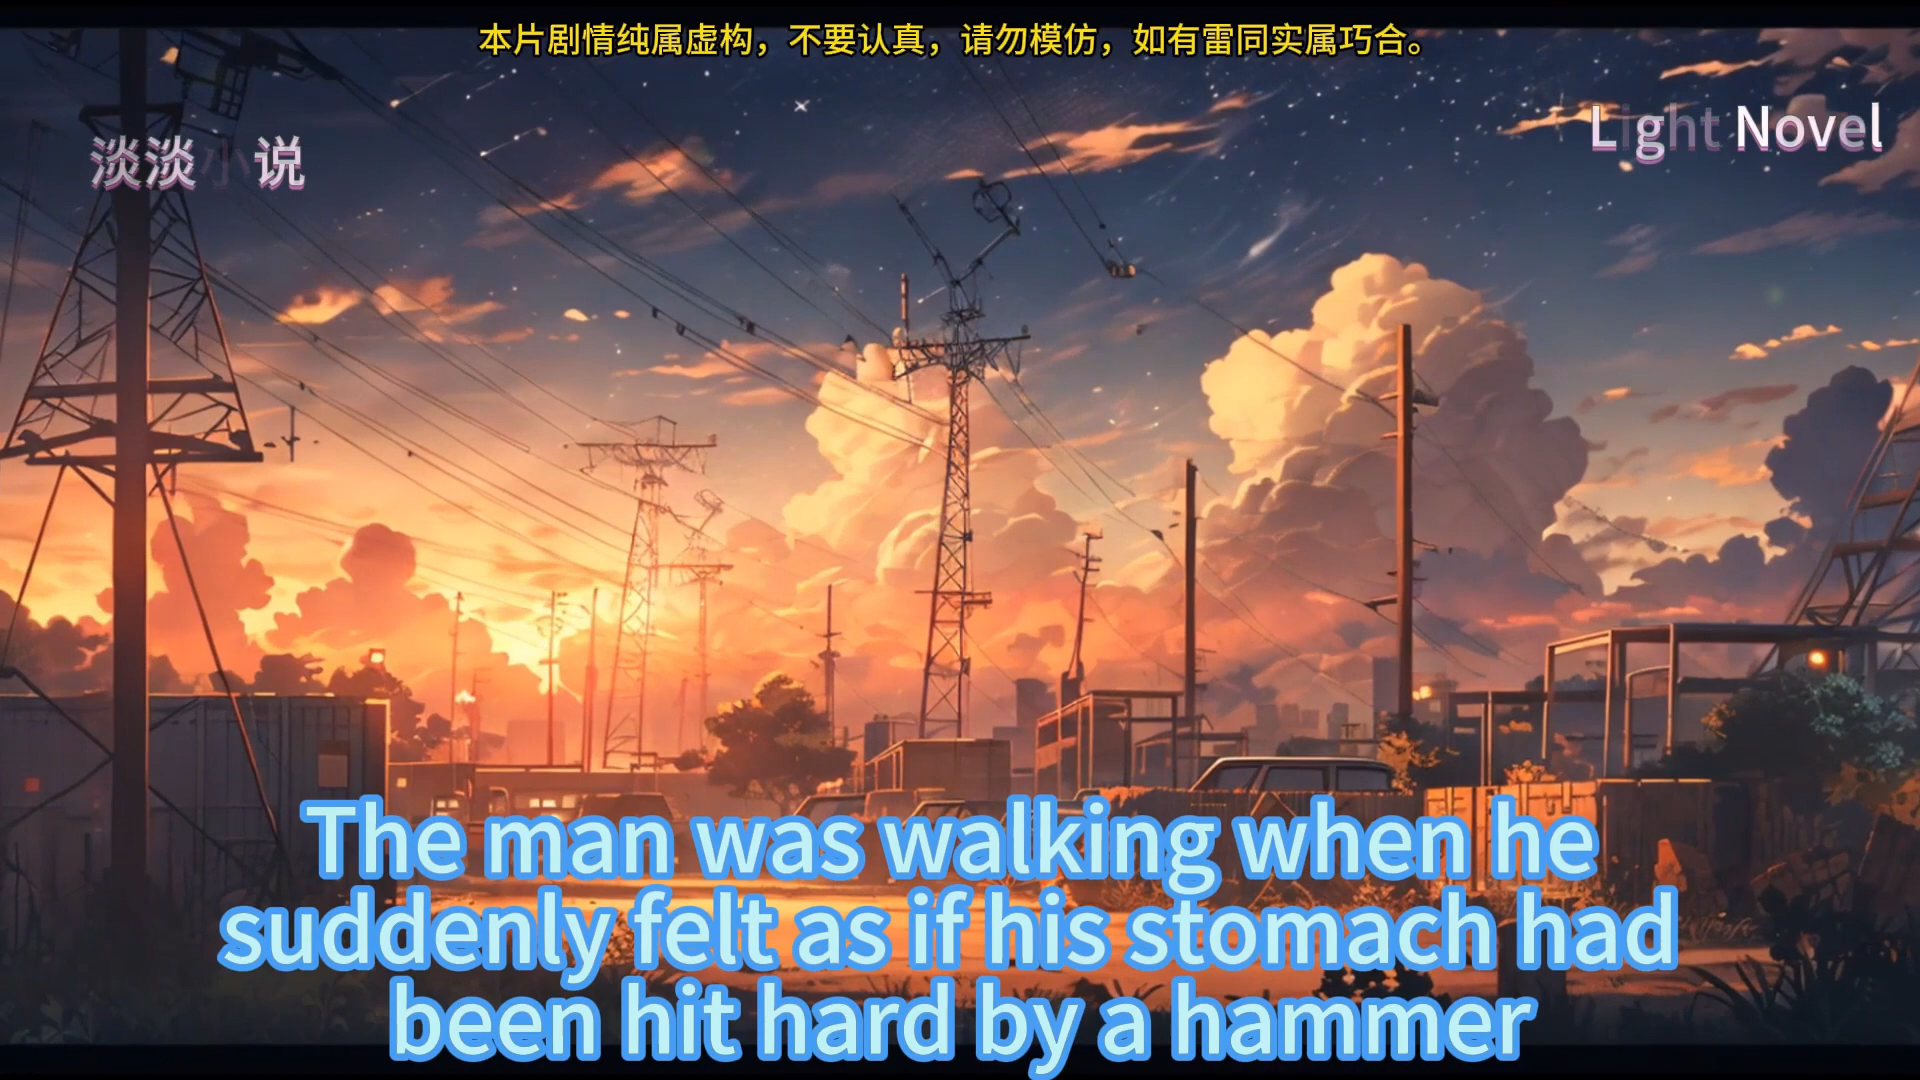 本片剧情纯属虚构，不要认真，请勿模仿，如有雷同实属巧合。
淡淡小说
Light Novel
The man was walking when he
suddenly felt as if his stomach had
been hit hard by a hammer